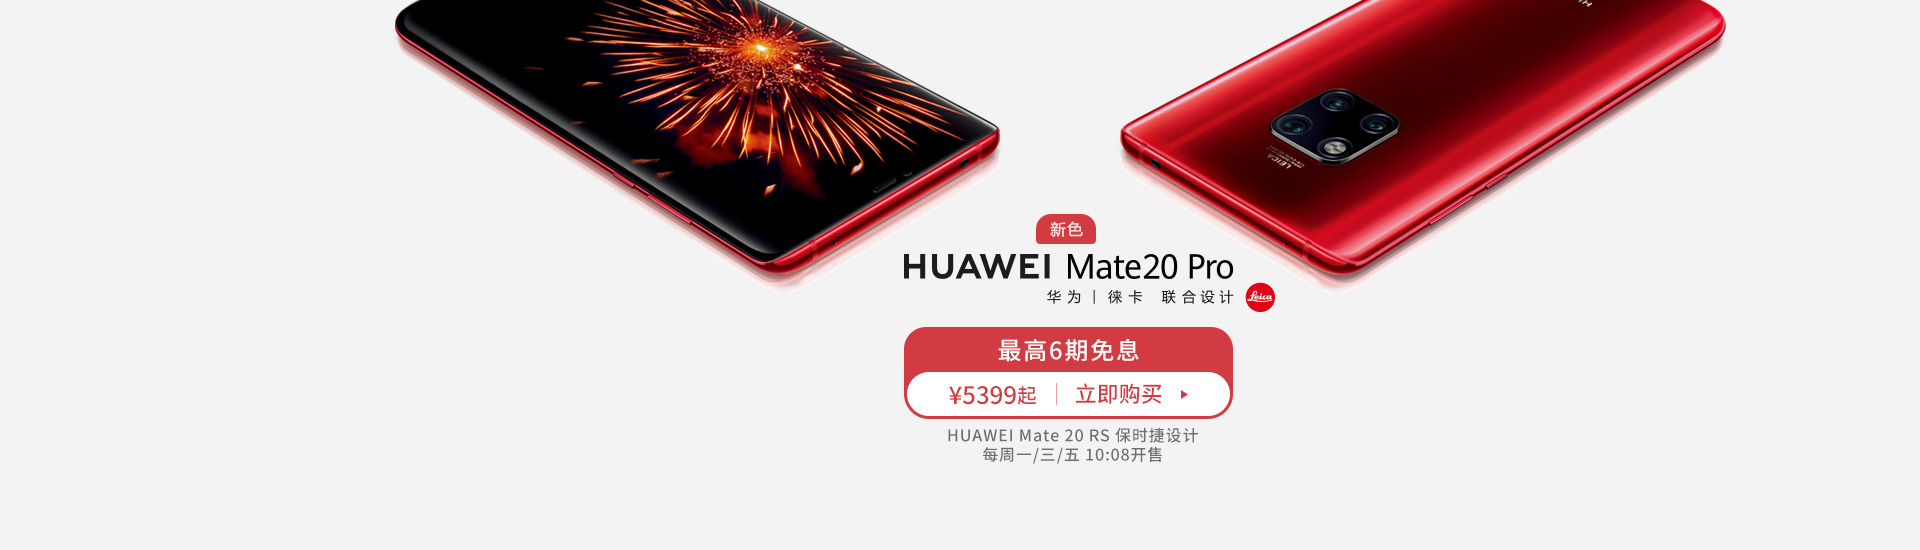 LEICA
新色
HUAWEI Mate20 Pro
华为 | 徕卡 联合设计
Leica
最高6期免息
¥5399起 | 立即购买
HUAWEI Mate 20 RS 保时捷设计
每周一/三/五 10:08开售